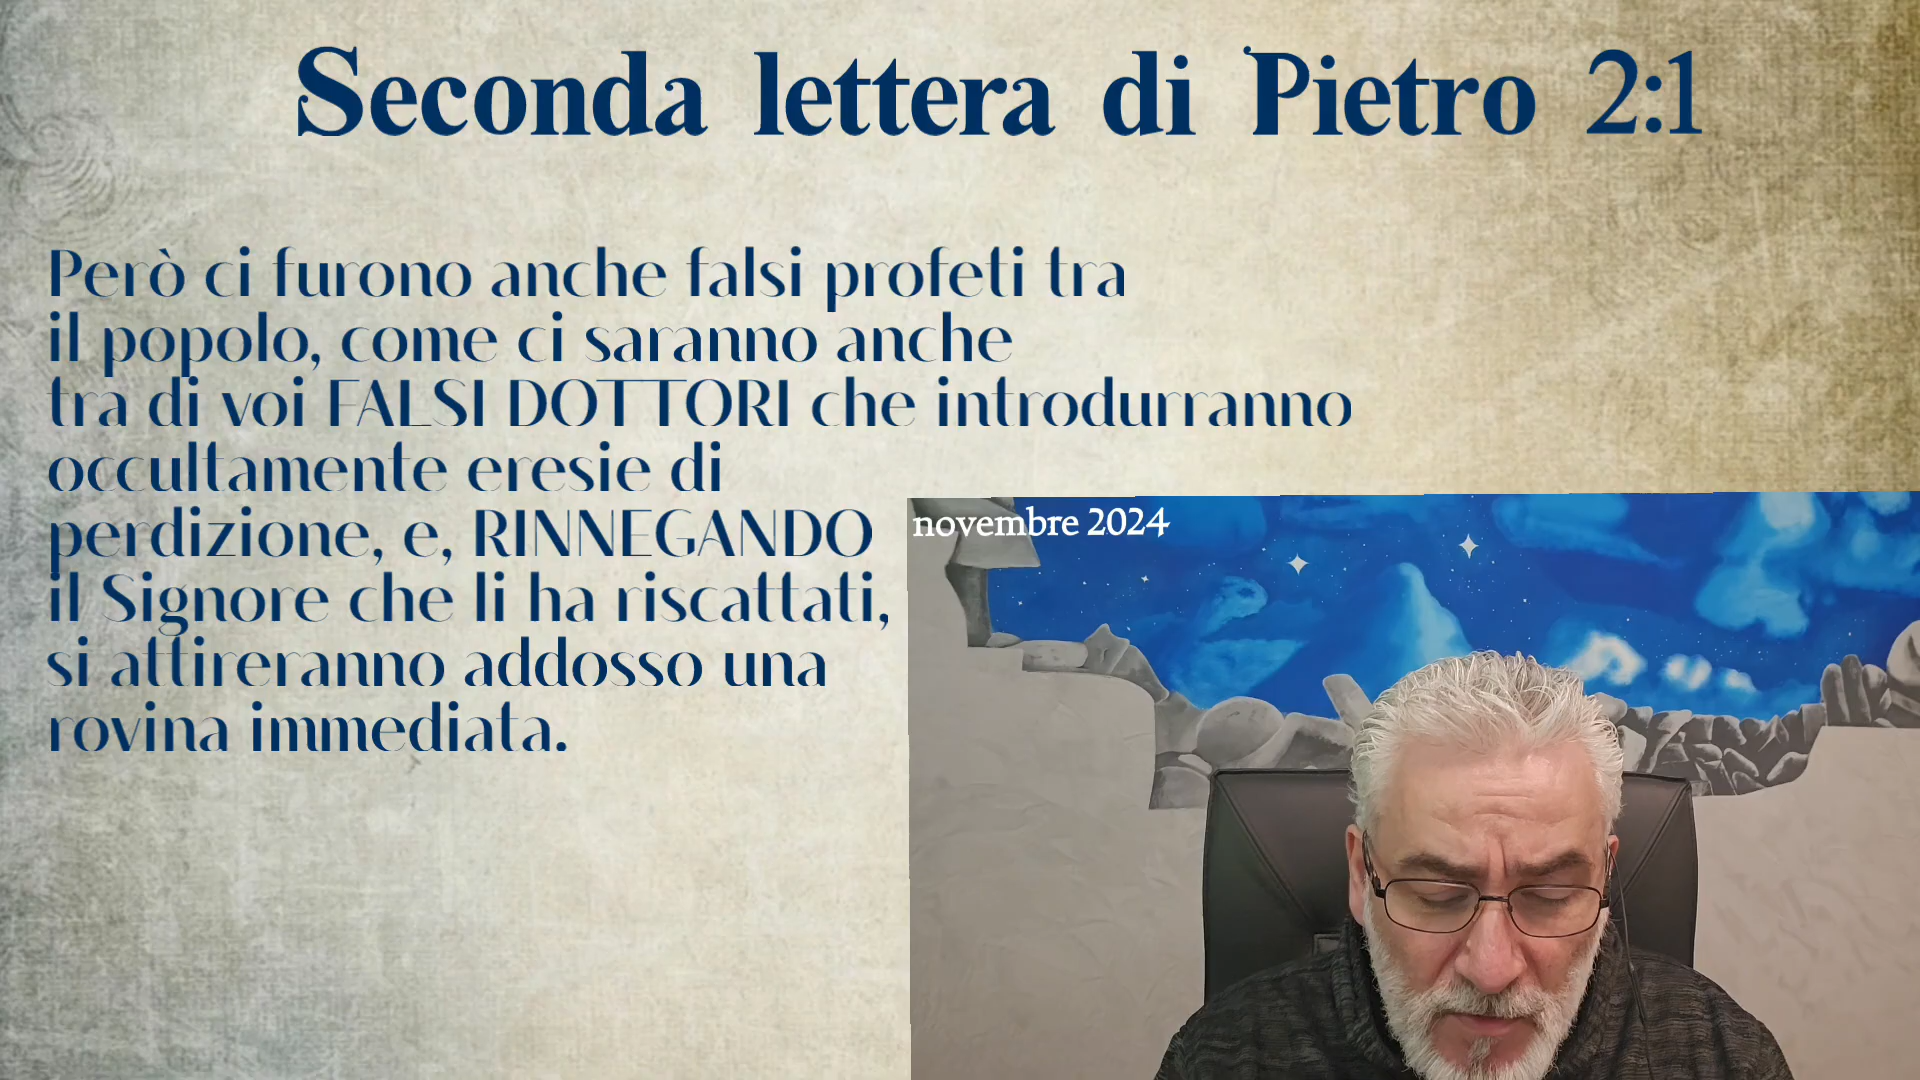 Seconda lettera di Pietro 2:1
Però ci furono anche falsi profeti tra
il popolo, come ci saranno anche
tra di voi FALSI DOTTORI che introdurranno
occultamente eresie di
perdizione, e, RINNEGANDO
il Signore che li ha riscattati,
si attireranno addosso una
rovina immediata.
novembre 2024